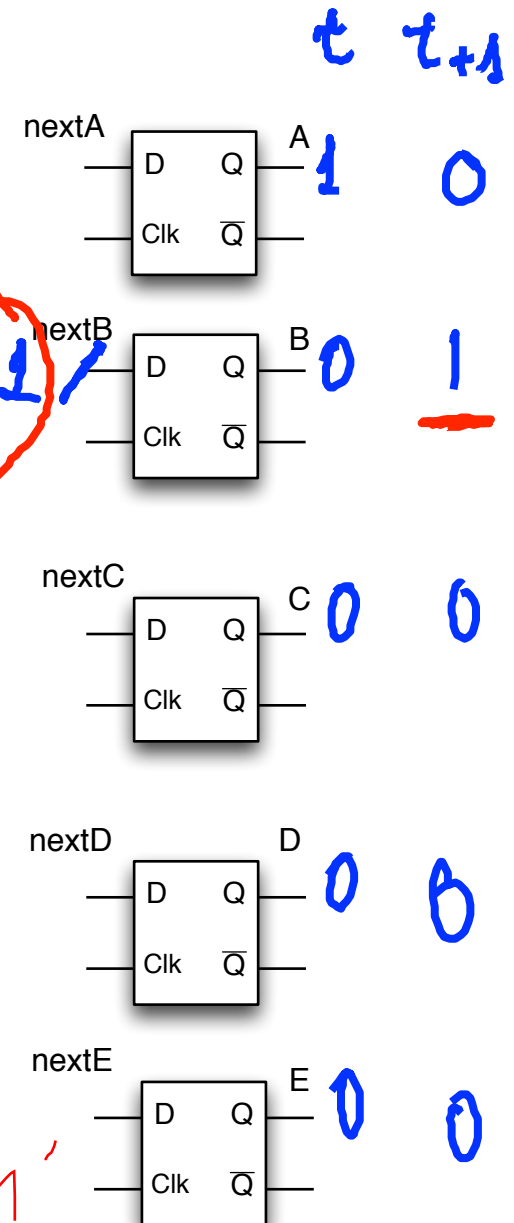 t t+1
nextA A 1 0
D Q
Clk Q̅
nextB B 0 1
1 D Q
Clk Q̅
nextC C 0 0
D Q
Clk Q̅
nextD D 0 0
D Q
Clk Q̅
nextE E 0 0
D Q
1 Clk Q̅